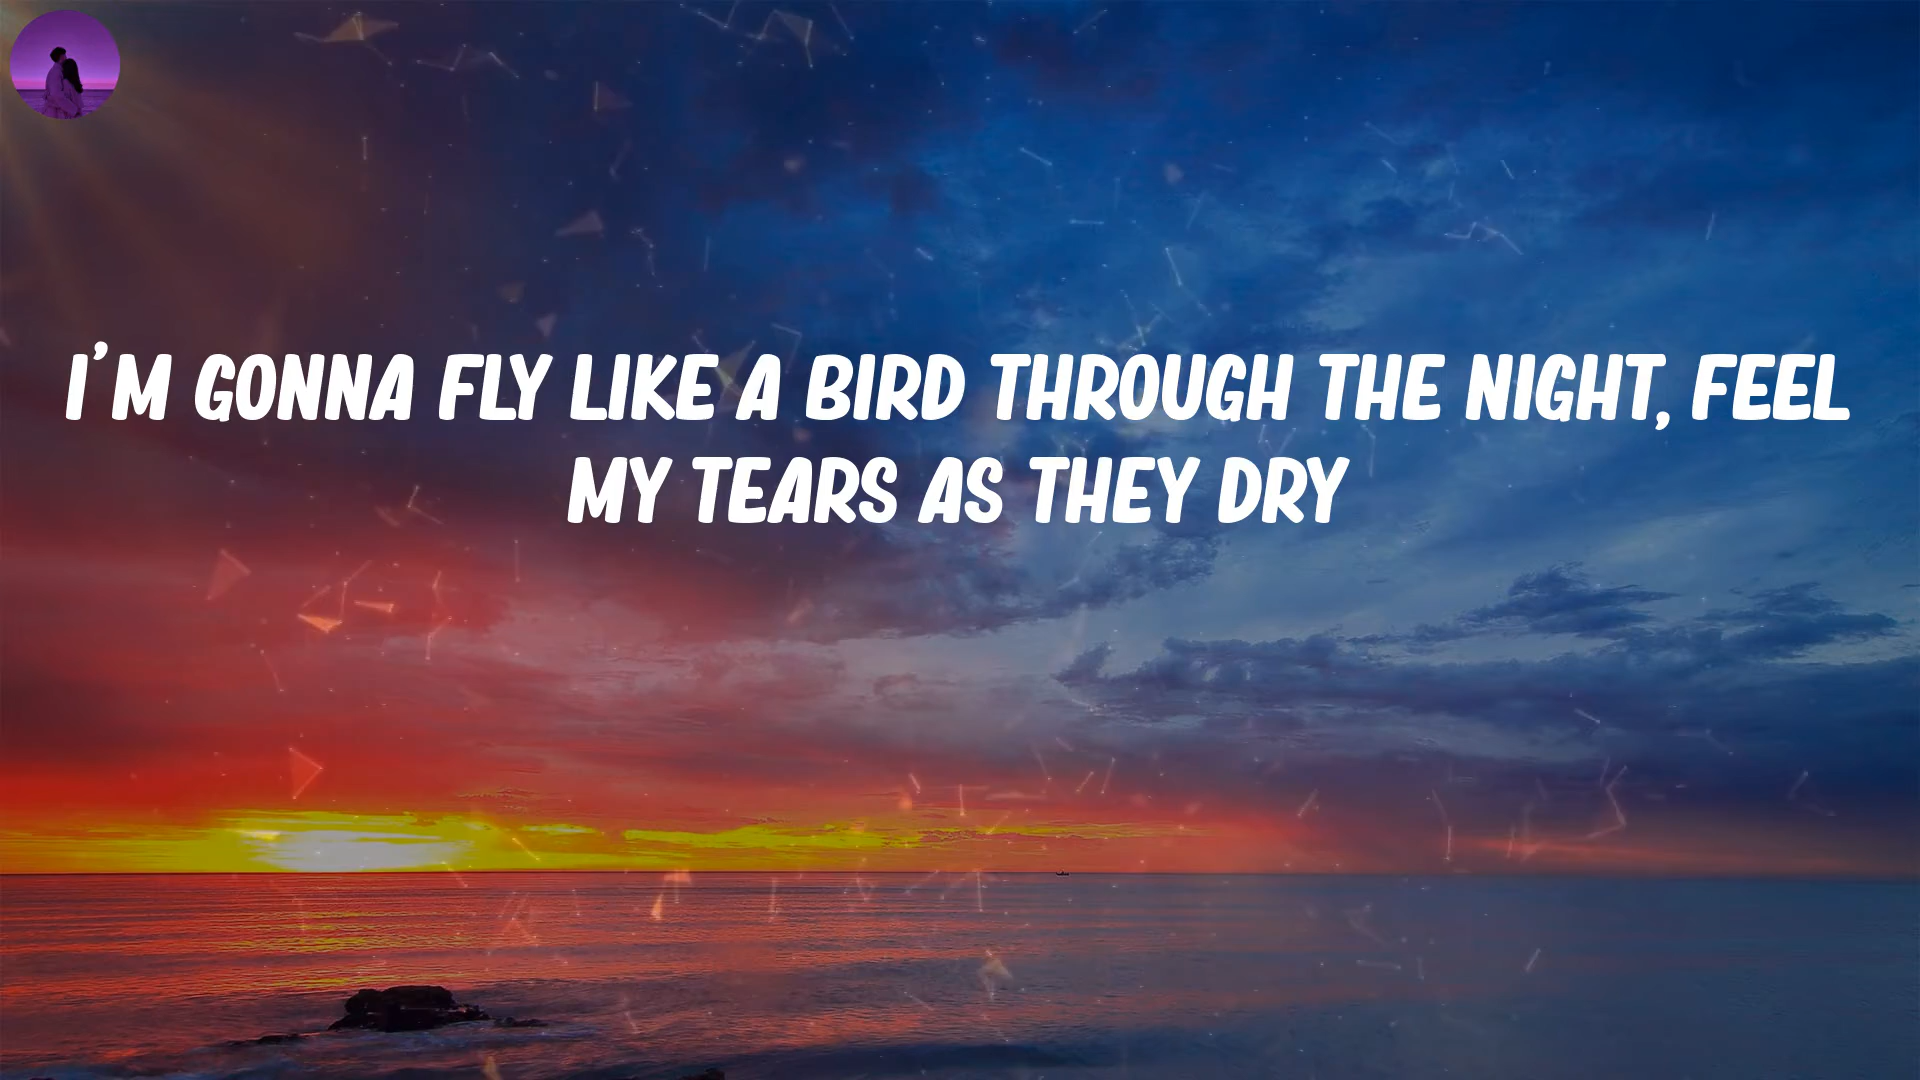 I'M GONNA FLY LIKE A BIRD THROUGH THE NIGHT, FEEL
MY TEARS AS THEY DRY